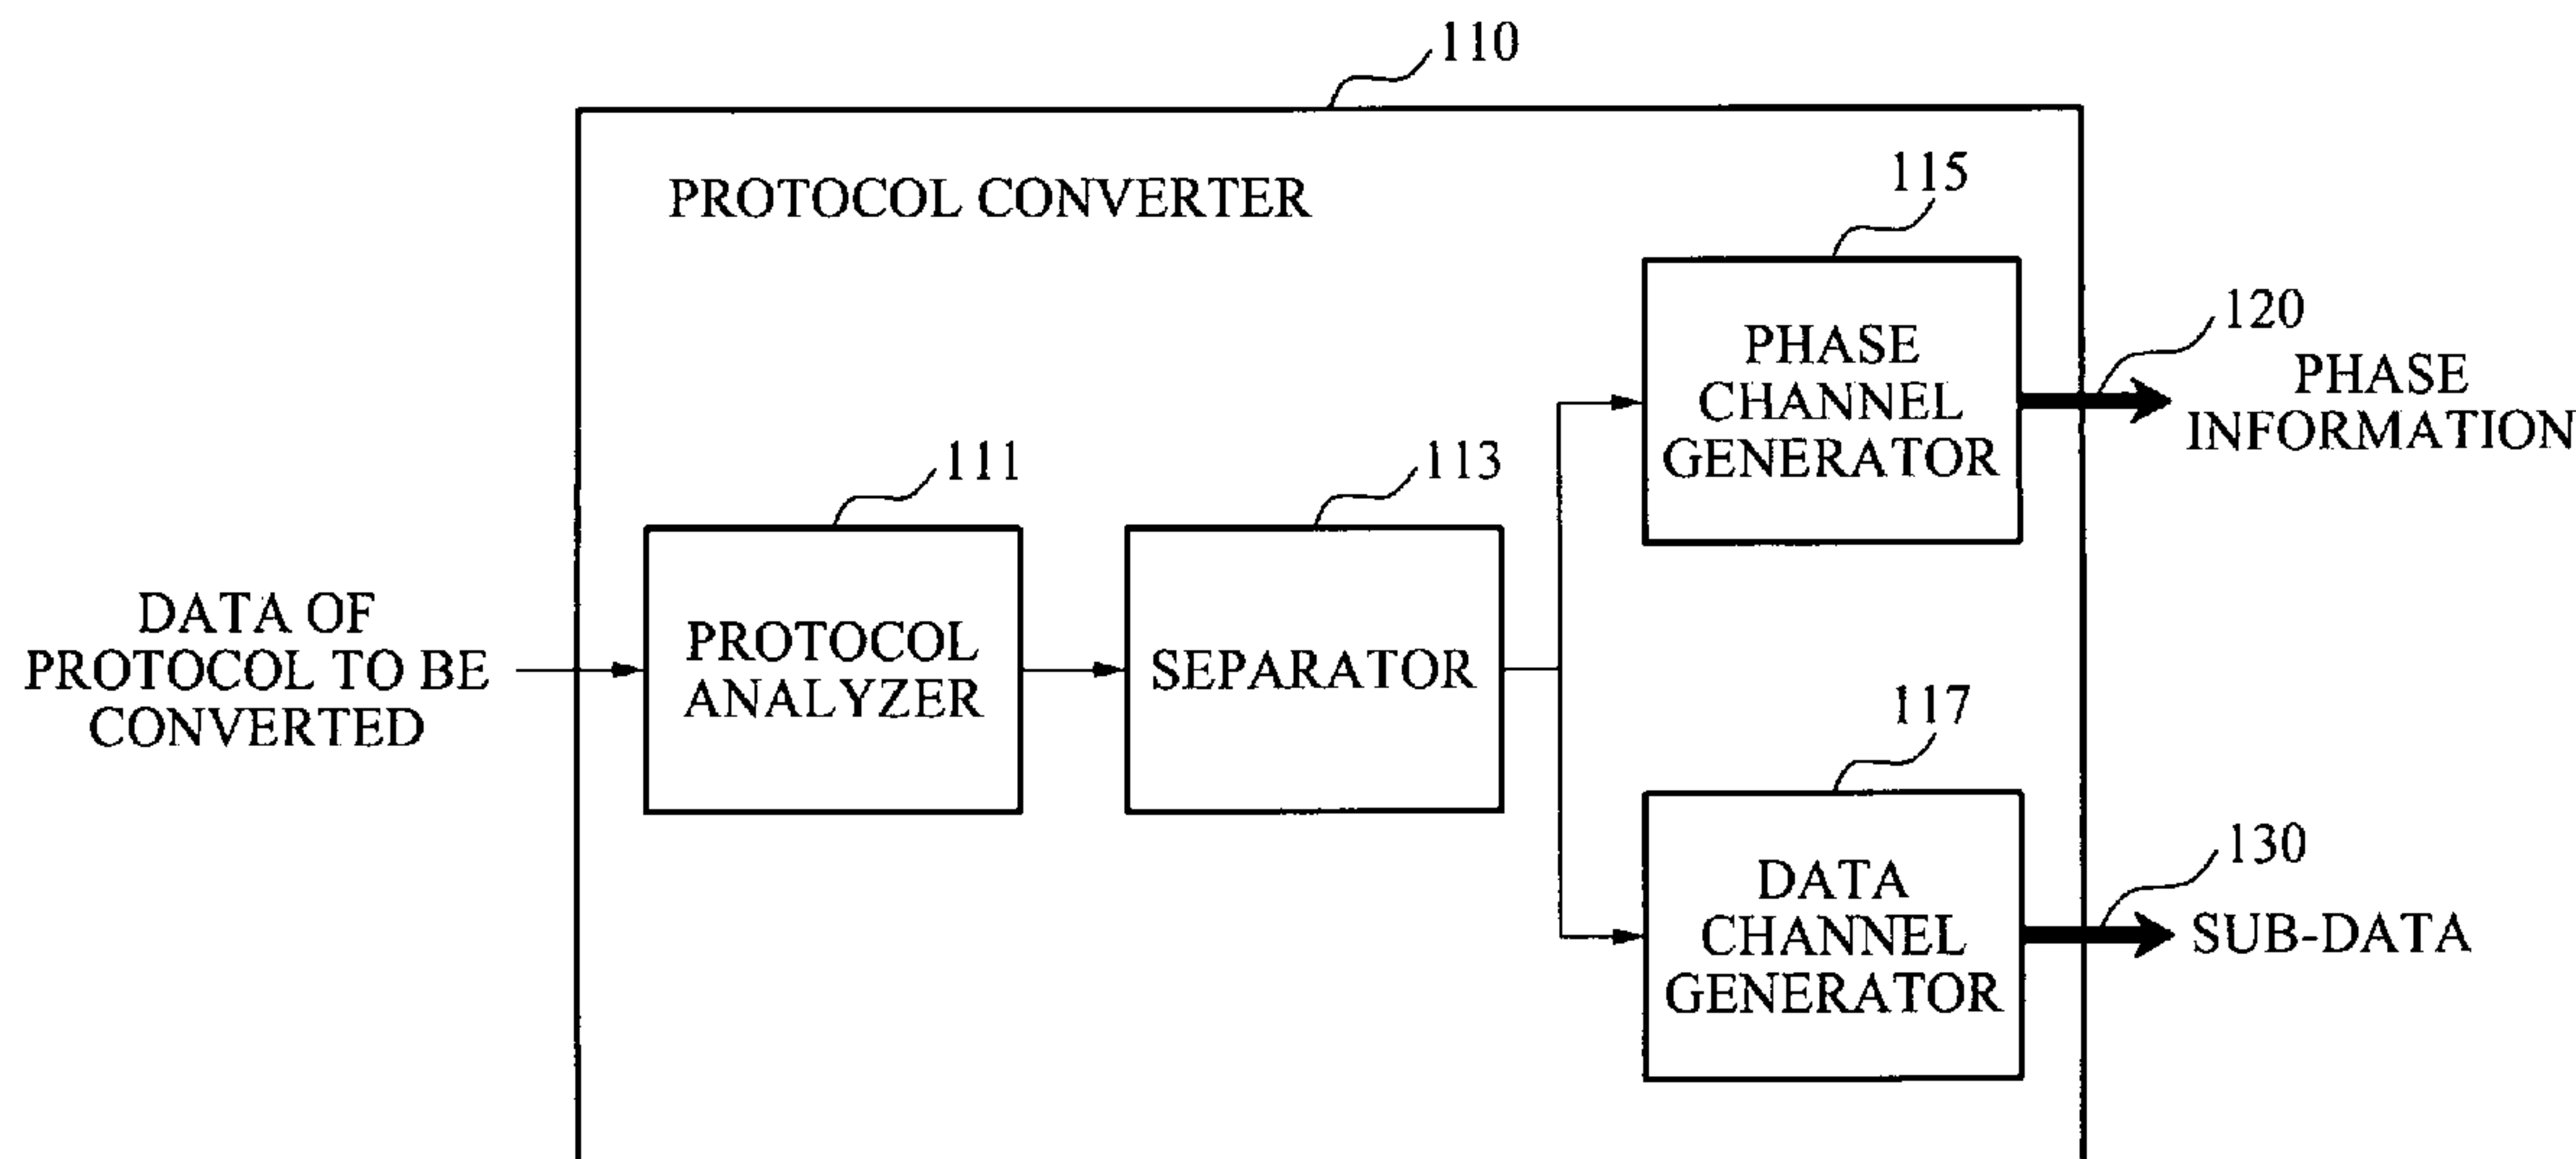 110
PROTOCOL CONVERTER
115
PHASE
CHANNEL
GENERATOR
120
PHASE
INFORMATION
111
113
DATA OF
PROTOCOL TO BE
CONVERTED
PROTOCOL
ANALYZER
SEPARATOR
117
DATA
CHANNEL
GENERATOR
130
SUB-DATA